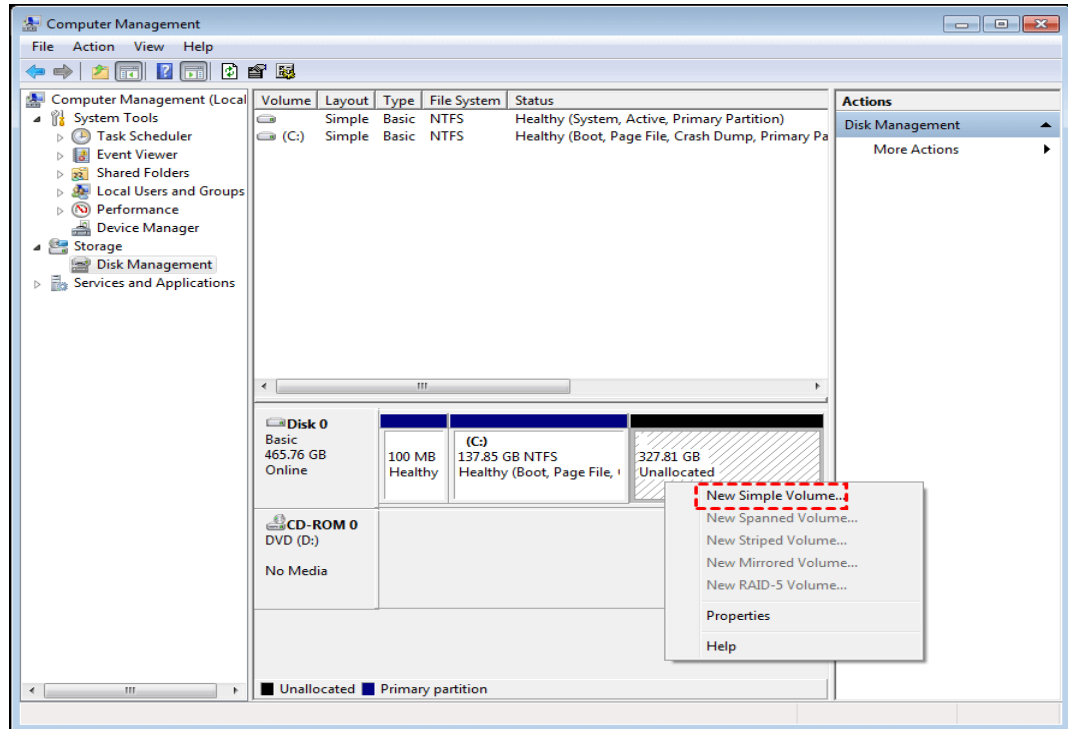 Computer Management
File Action View Help
Computer Management (Local
System Tools
Task Scheduler
Event Viewer
Shared Folders
Local Users and Groups
Performance
Device Manager
Storage
Disk Management
Services and Applications
Volume Layout Type File System Status
Simple Basic NTFS Healthy (System, Active, Primary Partition)
(C:) Simple Basic NTFS Healthy (Boot, Page File, Crash Dump, Primary Pa
Disk 0
Basic
465.76 GB
Online
100 MB
Healthy
(C:)
137.85 GB NTFS
Healthy (Boot, Page File,
327.81 GB
Unallocated
CD-ROM 0
DVD (D:)
No Media
New Simple Volume...
New Spanned Volume...
New Striped Volume...
New Mirrored Volume...
New RAID-5 Volume...
Properties
Help
Unallocated Primary partition
Actions
Disk Management
More Actions